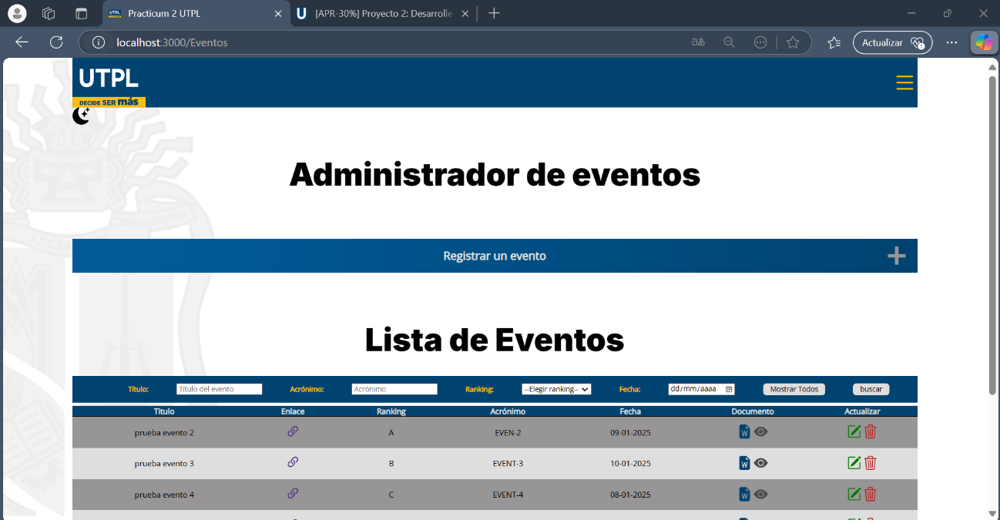 Practicum 2 UTPL
[APR-30%] Proyecto 2: Desarrolle
localhost:3000/Eventos
Actualizar
UTPL
DECIDE SER más
Administrador de eventos
Registrar un evento
Lista de Eventos
Título: Título del evento Acrónimo: Acrónimo Ranking: --Elegir ranking-- Fecha: dd/mm/aaaa Mostrar Todos buscar
Titulo Enlace Ranking Acrónimo Fecha Documento Actualizar
prueba evento 2 A EVEN-2 09-01-2025
prueba evento 3 B EVENT-3 10-01-2025
prueba evento 4 C EVENT-4 08-01-2025